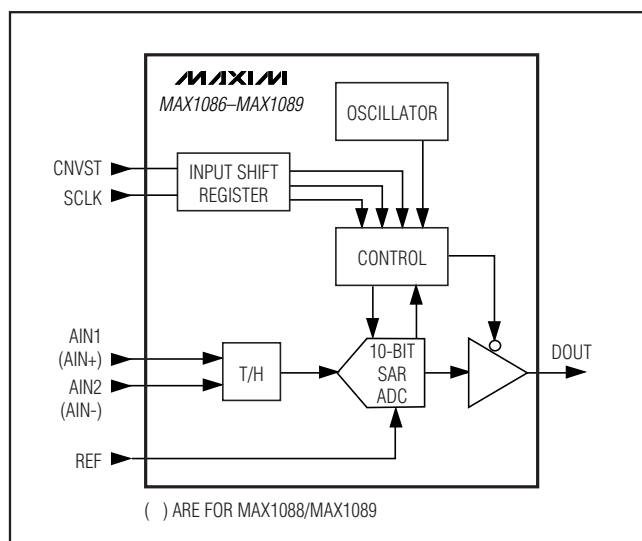 MAXIM
MAX1086–MAX1089
OSCILLATOR
CNVST
SCLK
INPUT SHIFT
REGISTER
CONTROL
AIN1
(AIN+)
AIN2
(AIN-)
T/H
10-BIT
SAR
ADC
DOUT
REF
( ) ARE FOR MAX1088/MAX1089